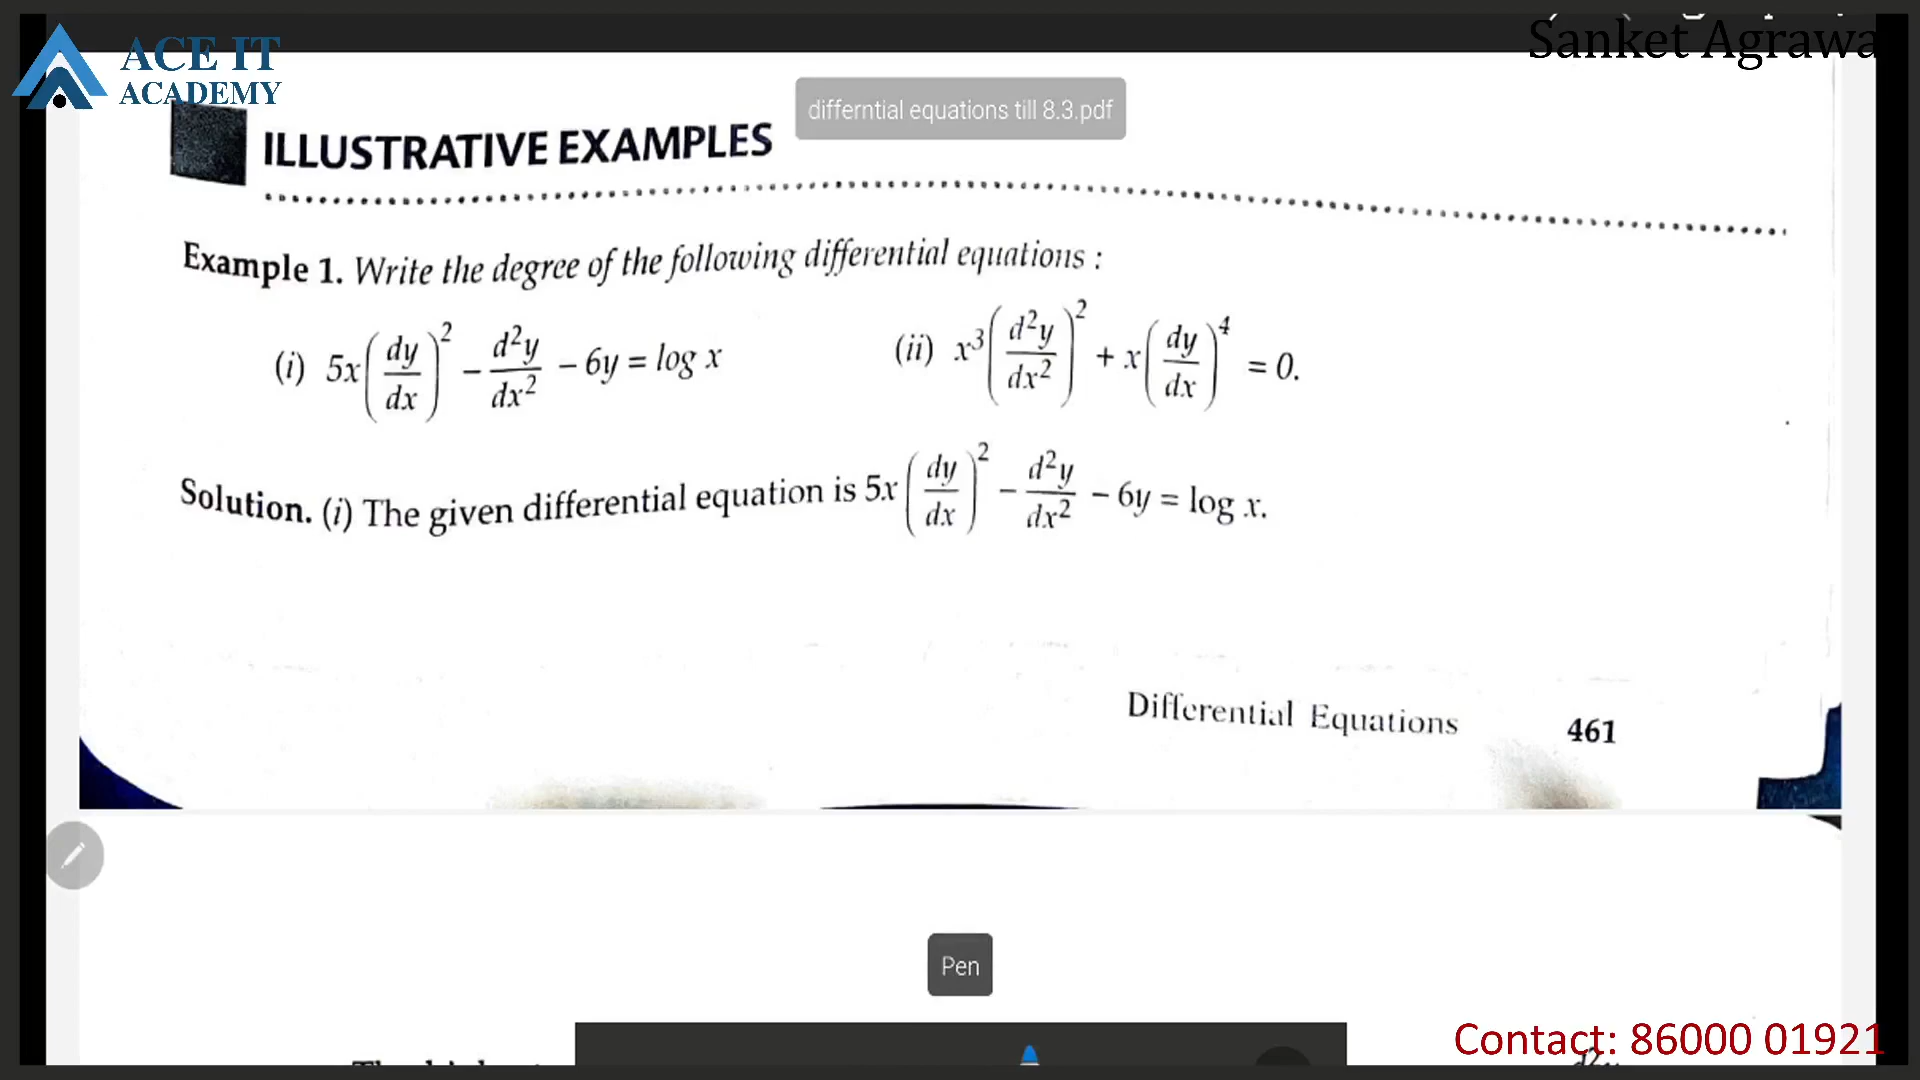 Sanket Agrawa
ACE IT
ACADEMY
differntial equations till 8.3.pdf
ILLUSTRATIVE EXAMPLES
Example 1. Write the degree of the following differential equations :
(i) 5x(dy/dx)² − d²y/dx² − 6y = log x
(ii) x³(d²y/dx²)² + x(dy/dx)⁴ = 0.
Solution. (i) The given differential equation is 5x(dy/dx)² − d²y/dx² − 6y = log x.
Differential Equations 461
Pen
Contact: 86000 01921